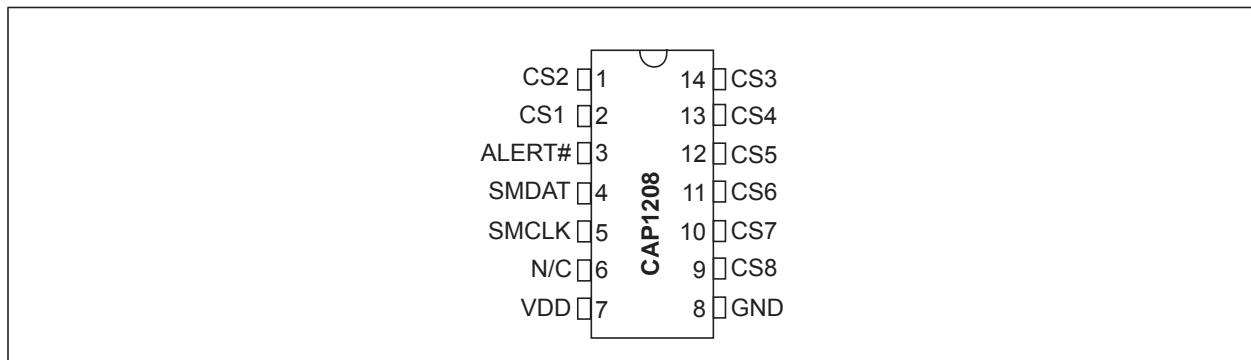 CS2 1 14 CS3
CS1 2 13 CS4
ALERT# 3 12 CS5
SMDAT 4 11 CS6
SMCLK 5 10 CS7
N/C 6 9 CS8
VDD 7 8 GND
CAP1208